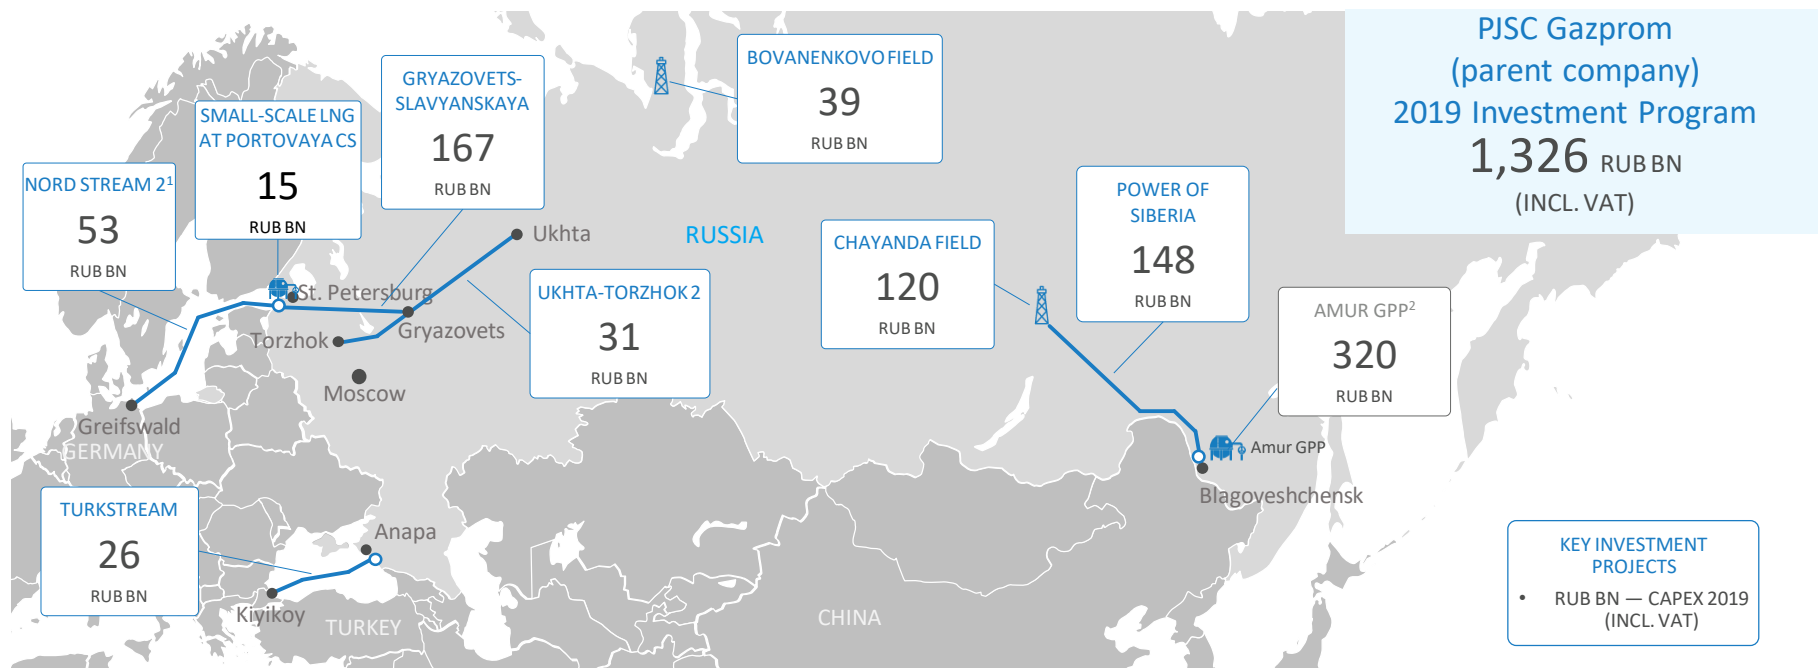 PJSC Gazprom
(parent company)
2019 Investment Program
1,326 RUB BN
(INCL. VAT)
BOVANENKOVO FIELD
39
RUB BN
GRYAZOVETS-
SLAVYANSKAYA
167
RUB BN
SMALL-SCALE LNG
AT PORTOVAYA CS
15
RUB BN
NORD STREAM 2¹
53
RUB BN
POWER OF
SIBERIA
148
RUB BN
CHAYANDA FIELD
120
RUB BN
UKHTA-TORZHOK 2
31
RUB BN
AMUR GPP²
320
RUB BN
Ukhta
RUSSIA
St. Petersburg
Gryazovets
Torzhok
Moscow
Greifswald
GERMANY
Amur GPP
Blagoveshchensk
TURKSTREAM
26
RUB BN
Anapa
Kiyikoy
TURKEY
CHINA
KEY INVESTMENT
PROJECTS
• RUB BN — CAPEX 2019
(INCL. VAT)